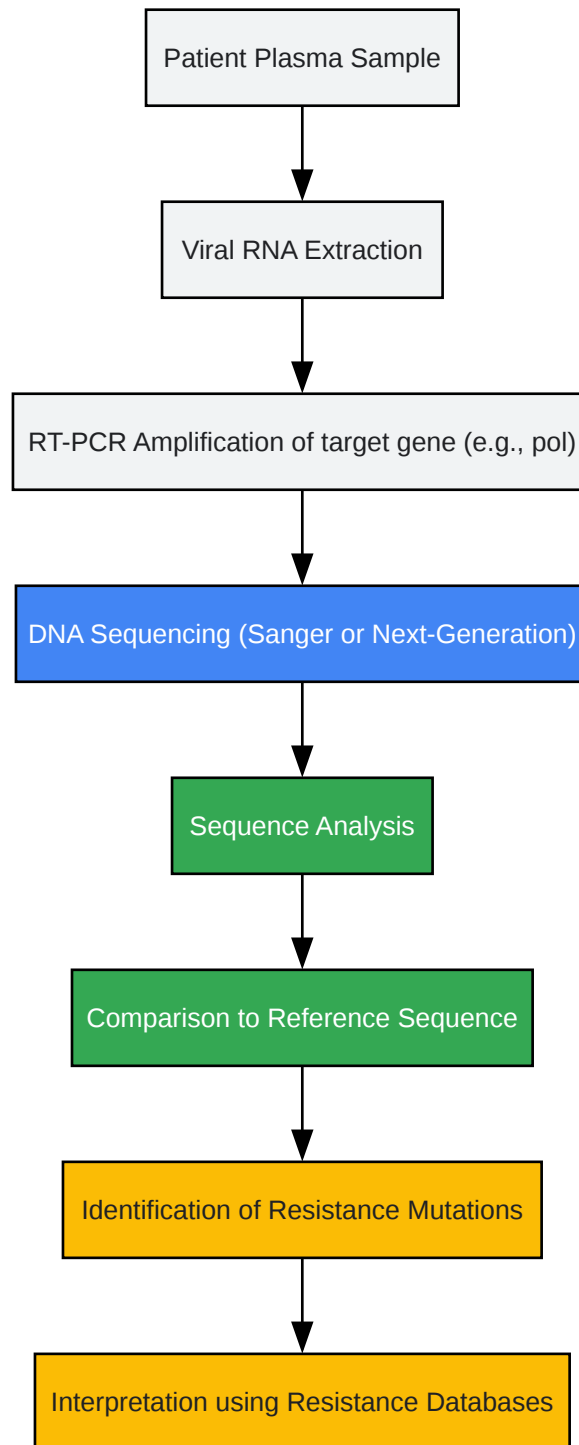 Patient Plasma Sample
Viral RNA Extraction
RT-PCR Amplification of target gene (e.g., pol)
DNA Sequencing (Sanger or Next-Generation)
Sequence Analysis
Comparison to Reference Sequence
Identification of Resistance Mutations
Interpretation using Resistance Databases